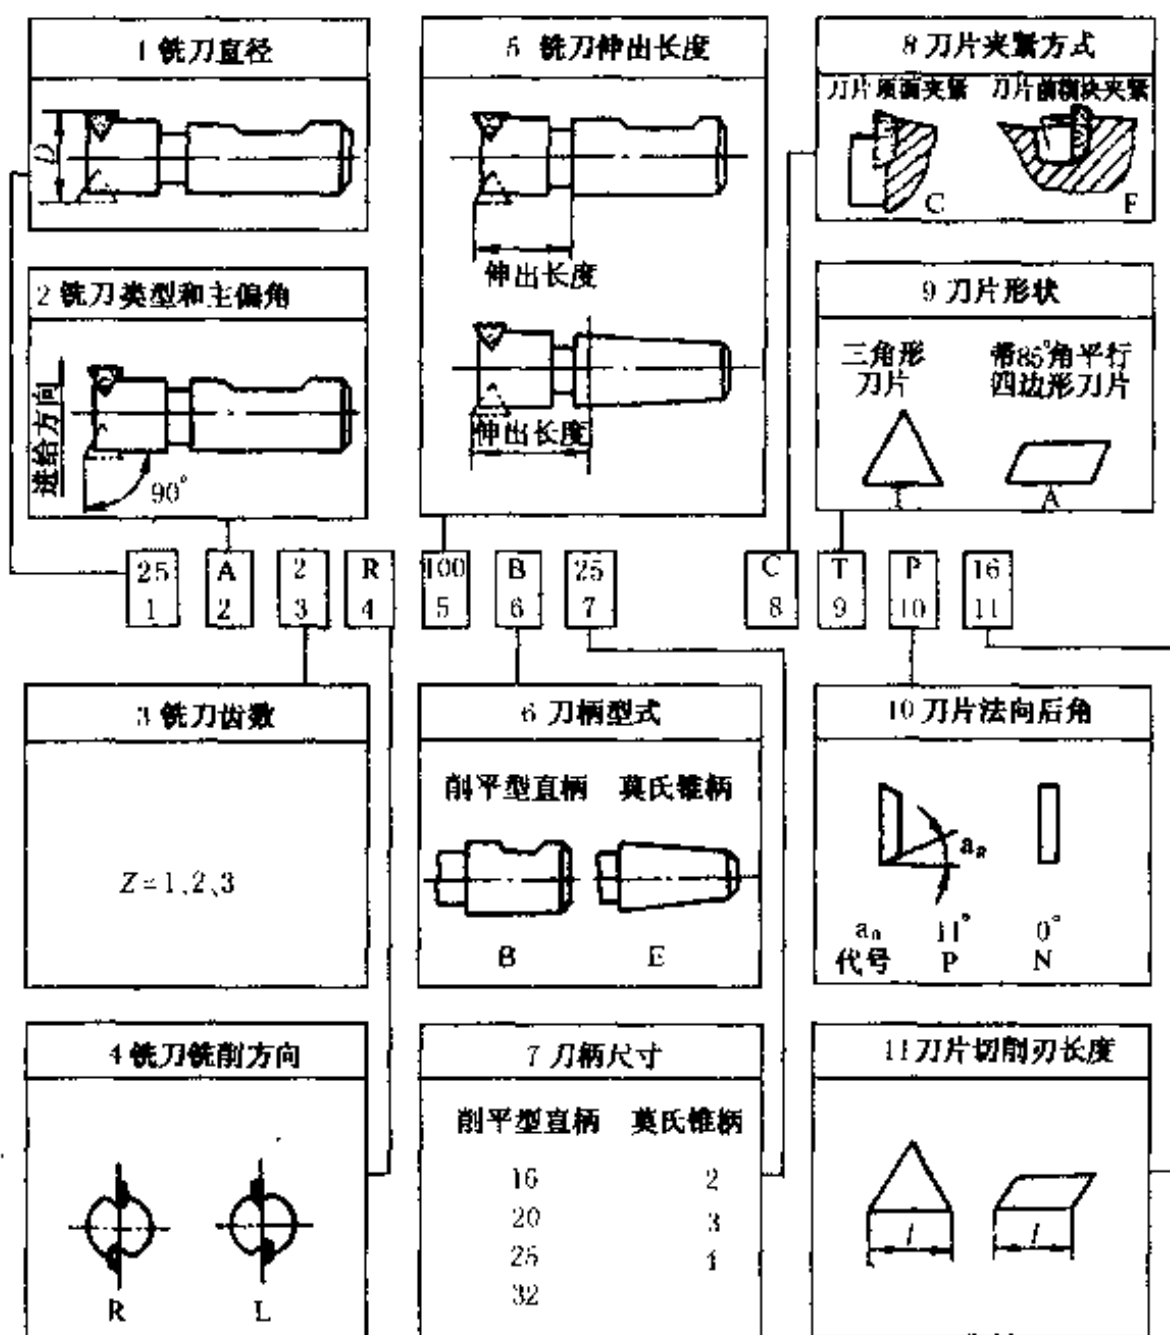 1 铣刀直径
D
2 铣刀类型和主偏角
进给方向
90°
5 铣刀伸出长度
伸出长度
伸出长度
8 刀片夹紧方式
刀片顶面夹紧 刀片前楔块夹紧
C F
9 刀片形状
三角形 带85°角平行
刀片 四边形刀片
T A
25 A 2 R 100 B 25 C T P 16
1 2 3 4 5 6 7 8 9 10 11
3 铣刀齿数
Z=1、2、3
6 刀柄型式
削平型直柄 莫氏锥柄
B E
10 刀片法向后角
aₙ
aₙ 11° 0°
代号 P N
4 铣刀铣削方向
R L
7 刀柄尺寸
削平型直柄 莫氏锥柄
16 2
20 3
25 4
32
11 刀片切削刃长度
l l